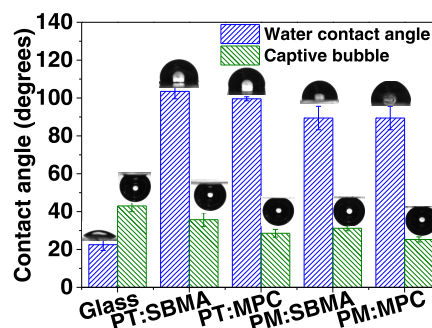 Contact angle (degrees)
140
120
100
80
60
40
20
0
Water contact angle
Captive bubble
Glass
PT:SBMA
PT:MPC
PM:SBMA
PM:MPC